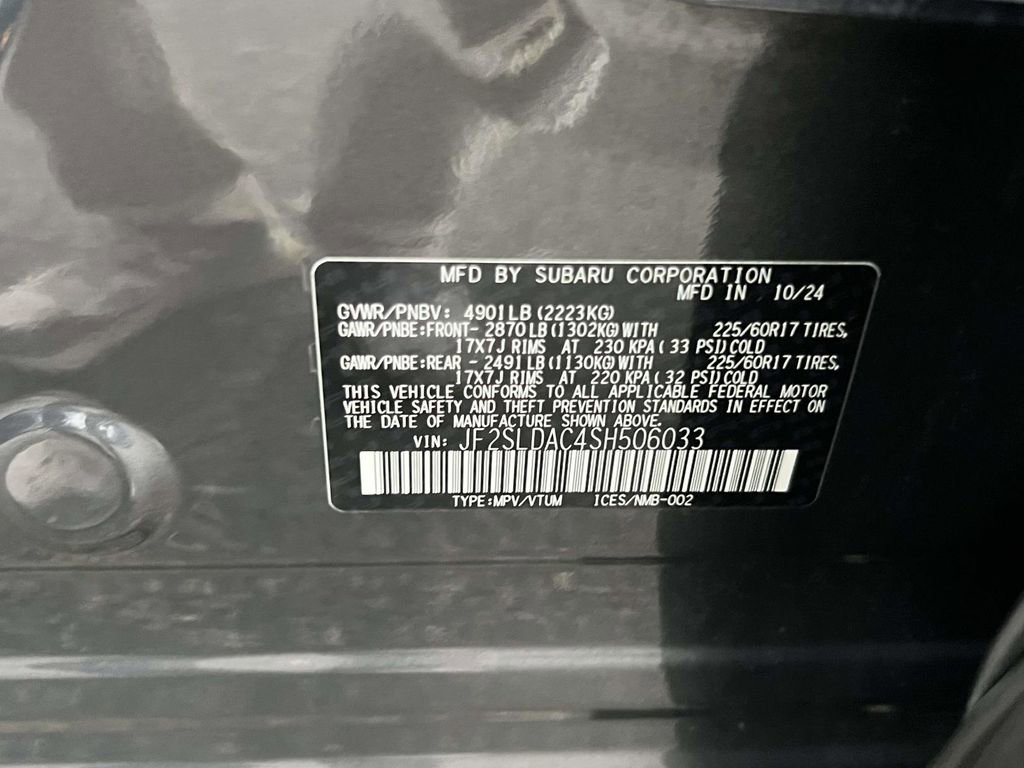 MFD BY SUBARU CORPORATION
MFD IN 10/24
GVWR/PNBV: 4901LB (2223KG)
GAWR/PNBE:FRONT- 2870LB (1302KG) WITH 225/60R17 TIRES,
17X7J RIMS AT 230 KPA ( 33 PSI) COLD
GAWR/PNBE:REAR - 2491LB (1130KG) WITH 225/60R17 TIRES,
17X7J RIMS AT 220 KPA ( 32 PSI) COLD
THIS VEHICLE CONFORMS TO ALL APPLICABLE FEDERAL MOTOR
VEHICLE SAFETY AND THEFT PREVENTION STANDARDS IN EFFECT ON
THE DATE OF MANUFACTURE SHOWN ABOVE.
VIN: JF2SLDAC4SH506033
TYPE:MPV/VTUM ICES/NMB-002